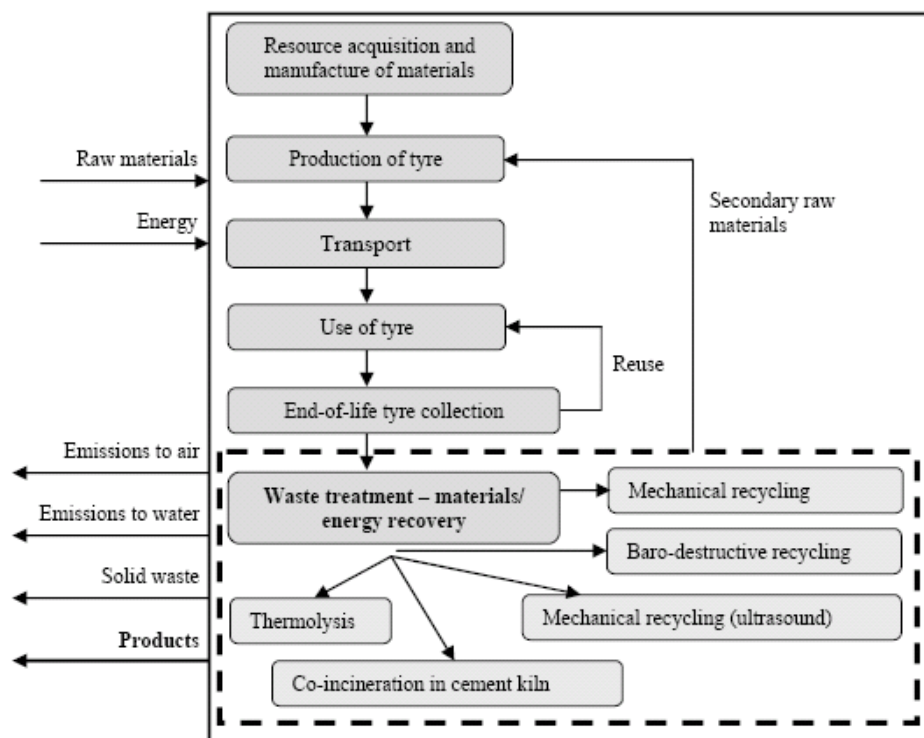 Resource acquisition and
manufacture of materials
Raw materials
Production of tyre
Secondary raw
materials
Energy
Transport
Use of tyre
Reuse
End-of-life tyre collection
Emissions to air
Waste treatment – materials/
energy recovery
Mechanical recycling
Emissions to water
Baro-destructive recycling
Solid waste
Thermolysis
Mechanical recycling (ultrasound)
Products
Co-incineration in cement kiln